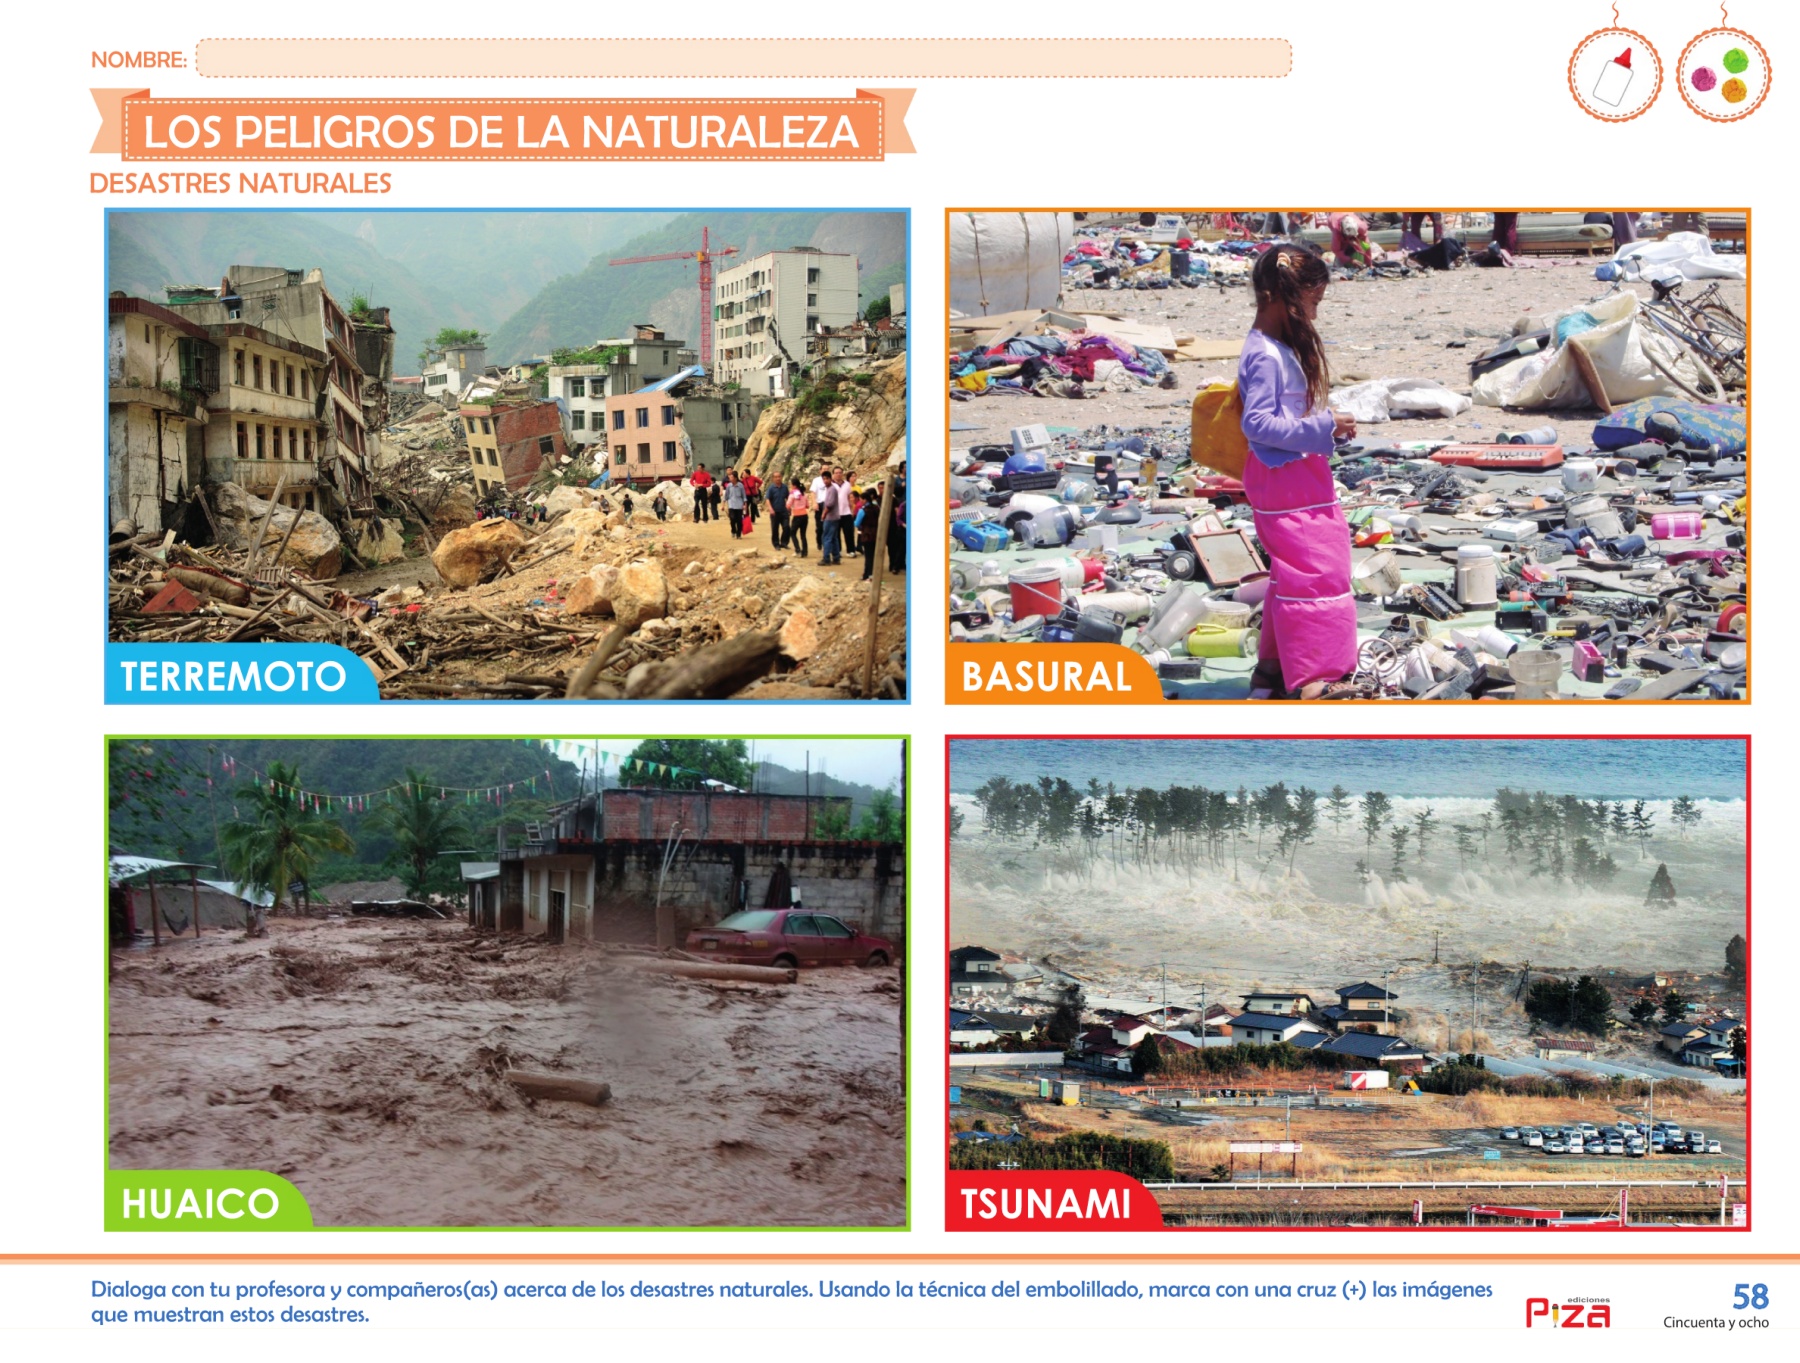 NOMBRE:
LOS PELIGROS DE LA NATURALEZA
DESASTRES NATURALES
TERREMOTO
BASURAL
HUAICO
TSUNAMI
Dialoga con tu profesora y compañeros(as) acerca de los desastres naturales. Usando la técnica del embolillado, marca con una cruz (+) las imágenes
que muestran estos desastres.
ediciones
Piza
58
Cincuenta y ocho